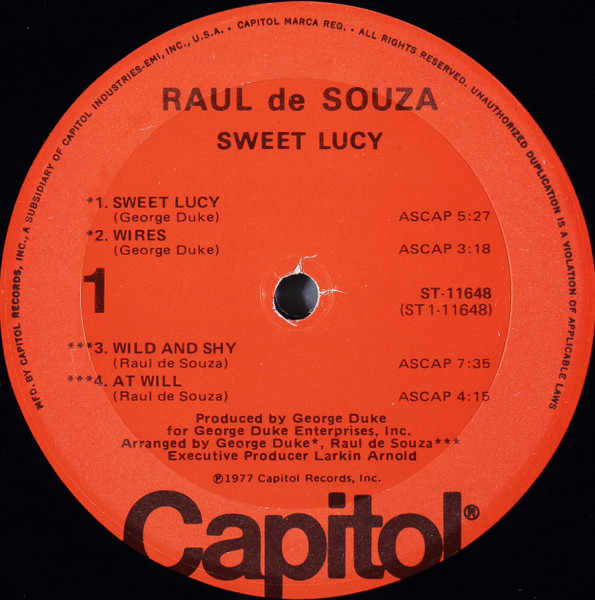 MFD. BY CAPITOL RECORDS, INC., A SUBSIDIARY OF CAPITOL INDUSTRIES-EMI, INC., U.S.A. • CAPITOL MARCA REG. • ALL RIGHTS RESERVED. UNAUTHORIZED DUPLICATION IS A VIOLATION OF APPLICABLE LAWS
RAUL de SOUZA
SWEET LUCY
*1. SWEET LUCY
(George Duke) ASCAP 5:27
*2. WIRES
(George Duke) ASCAP 3:18
1
ST-11648
(ST1-11648)
***3. WILD AND SHY
(Raul de Souza) ASCAP 7:35
***4. AT WILL
(Raul de Souza) ASCAP 4:15
Produced by George Duke
for George Duke Enterprises, Inc.
Arranged by George Duke*, Raul de Souza***
Executive Producer Larkin Arnold
℗1977 Capitol Records, Inc.
Capitol®